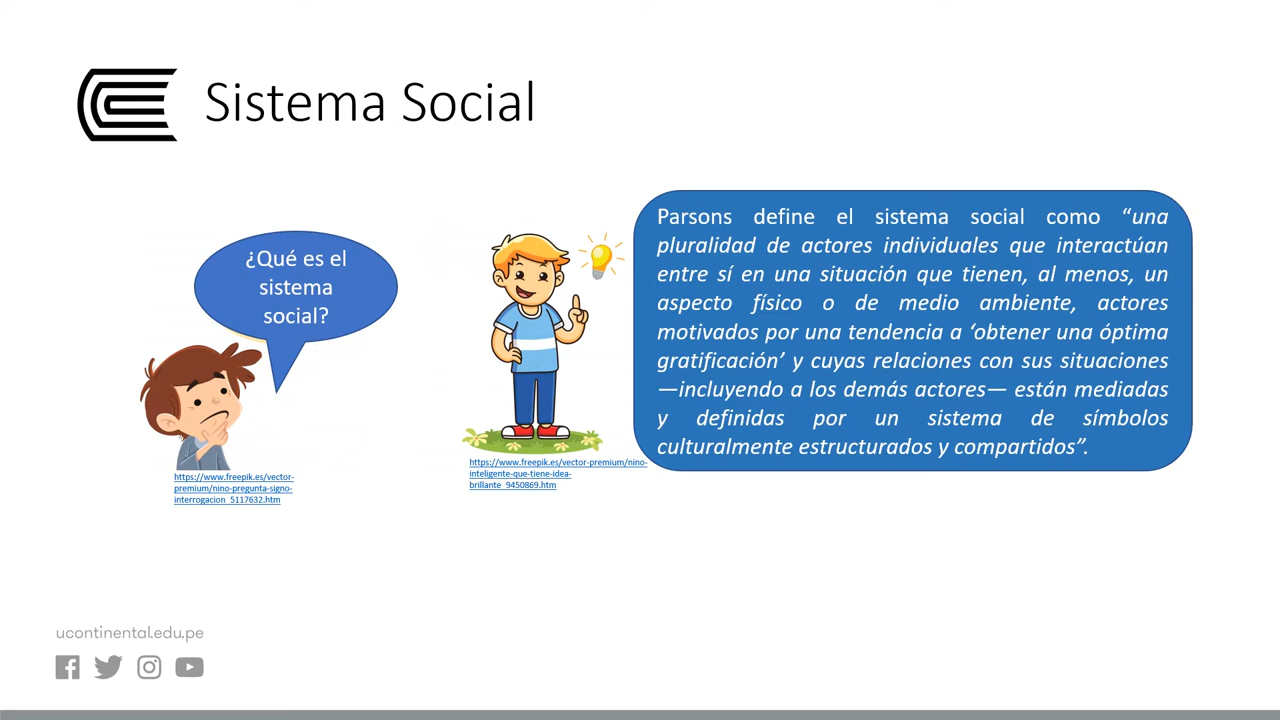 Sistema Social
¿Qué es el
sistema
social?
https://www.freepik.es/vector-
premium/nino-pregunta-signo-
interrogacion_5117632.htm
https://www.freepik.es/vector-premium/nino-
inteligente-que-tiene-idea-
brillante_9450869.htm
Parsons define el sistema social como “una
pluralidad de actores individuales que interactúan
entre sí en una situación que tienen, al menos, un
aspecto físico o de medio ambiente, actores
motivados por una tendencia a ‘obtener una óptima
gratificación’ y cuyas relaciones con sus situaciones
—incluyendo a los demás actores— están mediadas
y definidas por un sistema de símbolos
culturalmente estructurados y compartidos”.
ucontinental.edu.pe